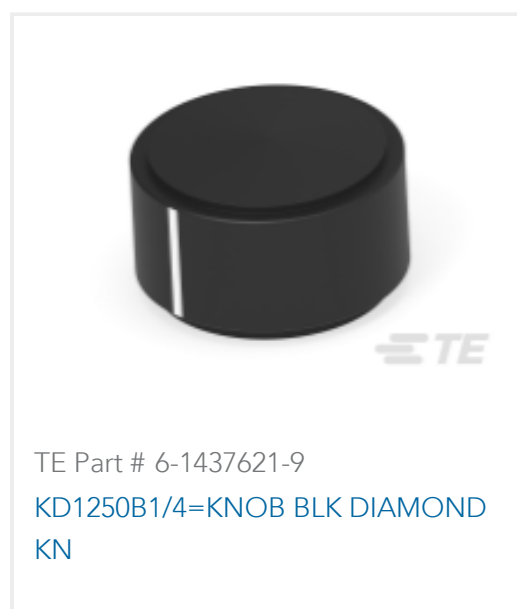 TE
TE Part # 6-1437621-9
KD1250B1/4=KNOB BLK DIAMOND
KN